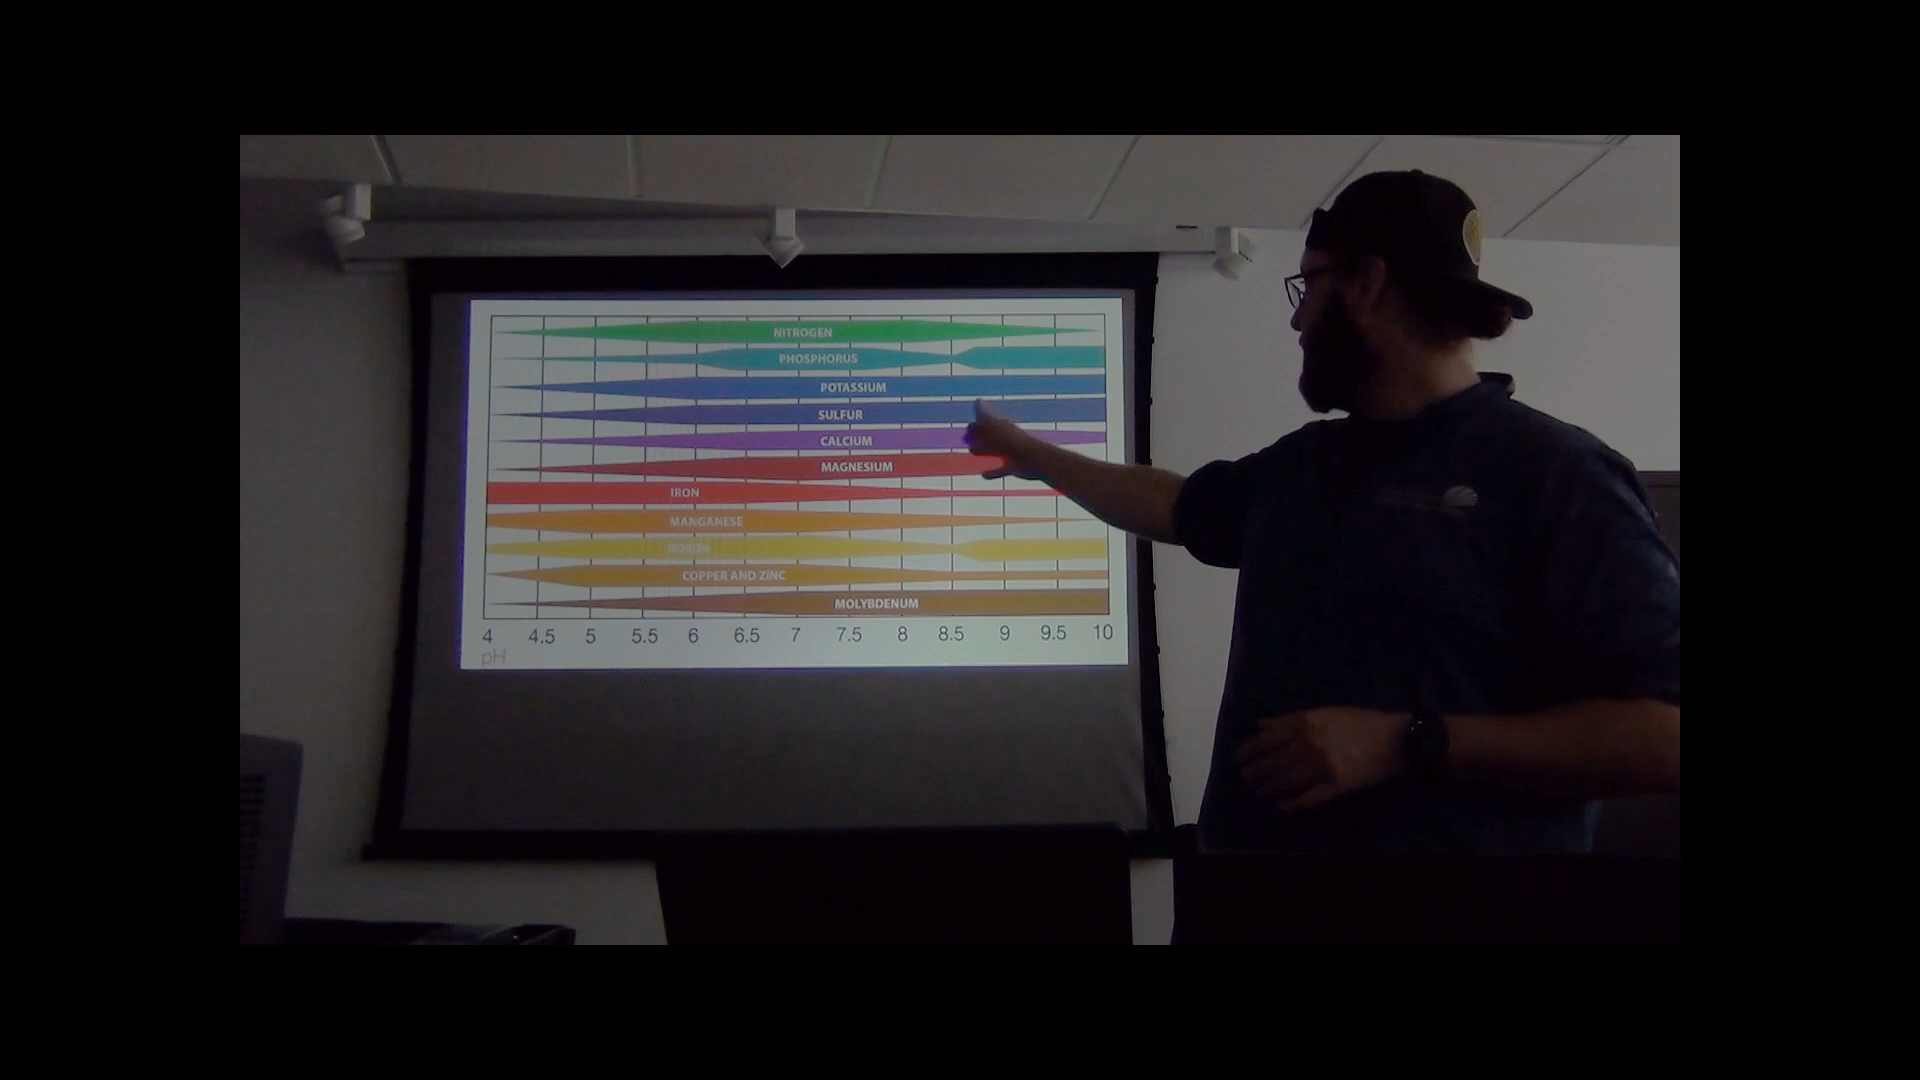 NITROGEN
PHOSPHORUS
POTASSIUM
SULFUR
CALCIUM
MAGNESIUM
IRON
MANGANESE
BORON
COPPER AND ZINC
MOLYBDENUM
4 4.5 5 5.5 6 6.5 7 7.5 8 8.5 9 9.5 10
pH